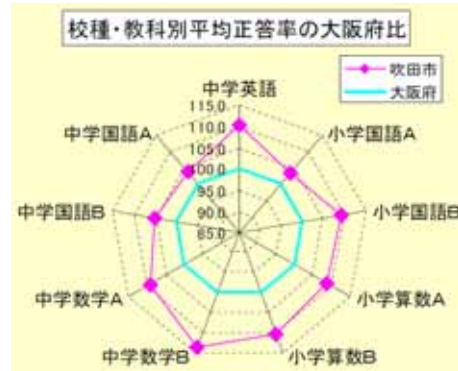 校種・教科別平均正答率の大阪府比
吹田市
大阪府
中学英語
115.0
110.0
105.0
100.0
95.0
90.0
85.0
小学国語A
小学国語B
小学算数A
小学算数B
中学数学B
中学数学A
中学国語B
中学国語A